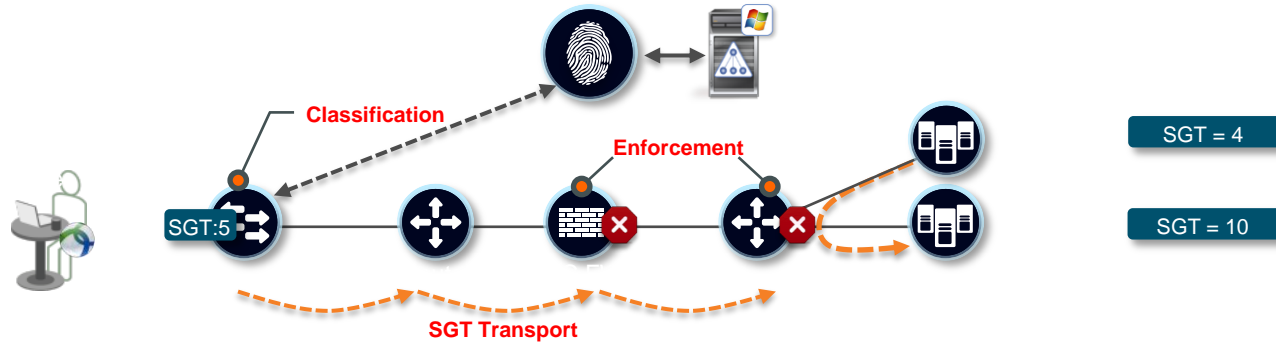 Classification
Enforcement
SGT = 4
SGT:5
SGT = 10
SGT Transport